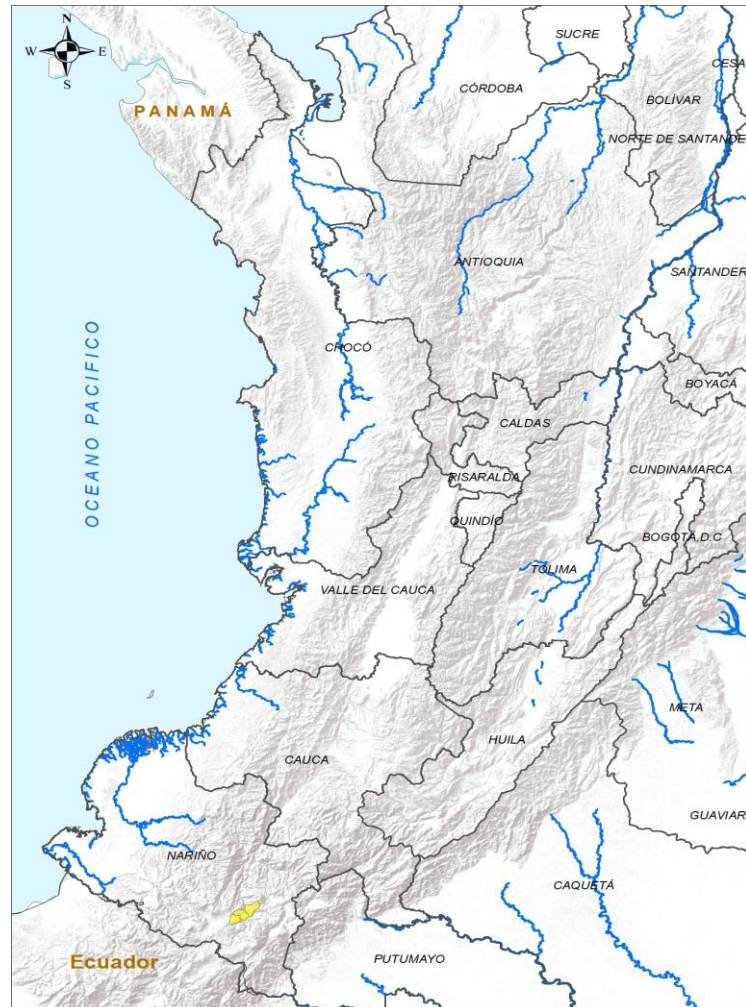 N
W E
S
SUCRE
CESA
CÓRDOBA
BOLÍVAR
PANAMÁ
NORTE DE SANTANDE
ANTIOQUIA
SANTANDER
OCEANO PACIFICO
CHOCÓ
BOYACÁ
CALDAS
CUNDINAMARCA
RISARALDA
QUINDÍO
BOGOTÁ,D.C
TOLIMA
VALLE DEL CAUCA
META
HUILA
CAUCA
GUAVIAR
NARIÑO
CAQUETÁ
Ecuador
PUTUMAYO